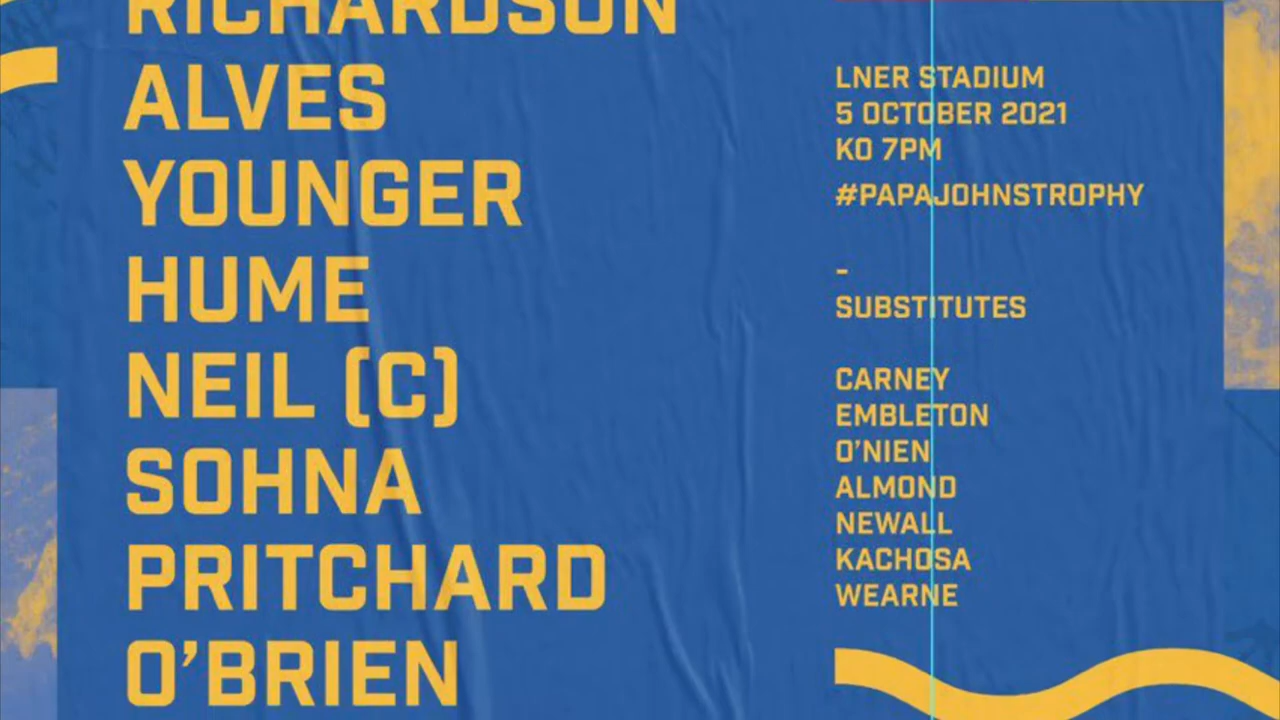 RICHARDSON
ALVES
YOUNGER
HUME
NEIL (C)
SOHNA
PRITCHARD
O'BRIEN
LNER STADIUM
5 OCTOBER 2021
KO 7PM
#PAPAJOHNSTROPHY
-
SUBSTITUTES
CARNEY
EMBLETON
O'NIEN
ALMOND
NEWALL
KACHOSA
WEARNE